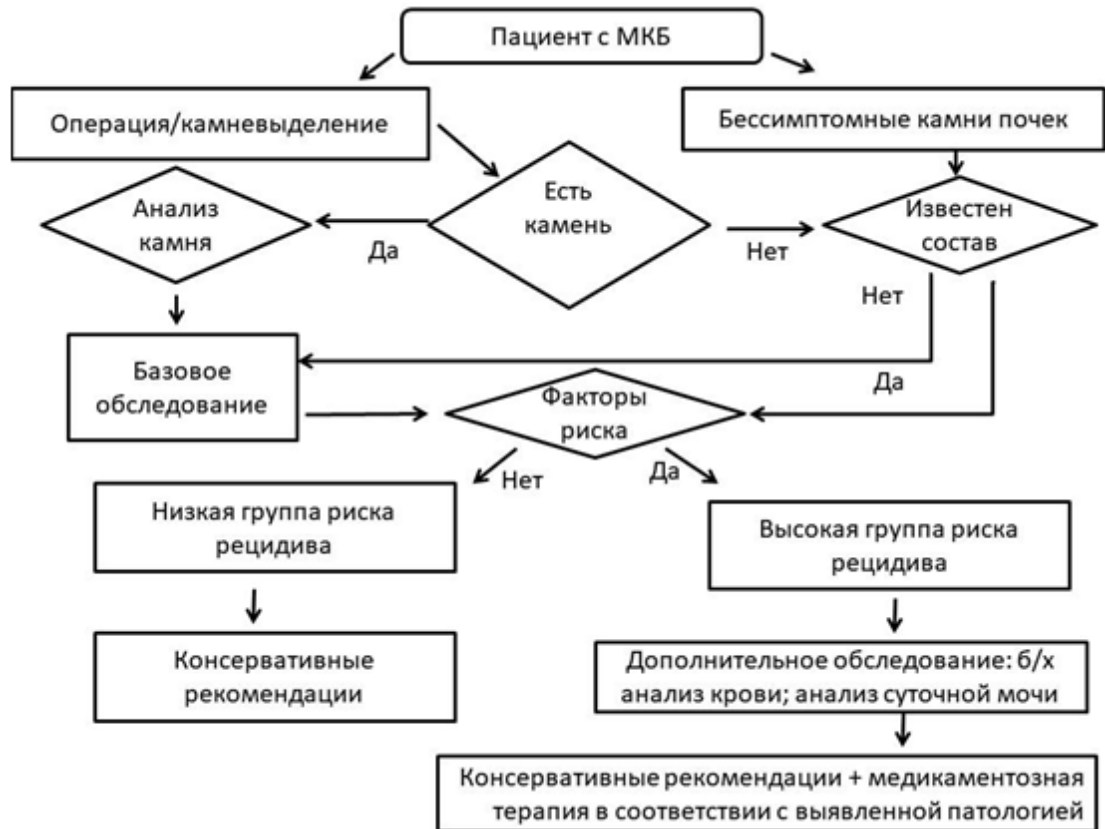 Пациент с МКБ
Операция/камневыделение
Бессимптомные камни почек
Есть
камень
Анализ
камня
Известен
состав
Да
Нет
Нет
Базовое
обследование
Да
Факторы
риска
Нет
Да
Низкая группа риска
рецидива
Высокая группа риска
рецидива
Консервативные
рекомендации
Дополнительное обследование: б/х
анализ крови; анализ суточной мочи
Консервативные рекомендации + медикаментозная
терапия в соответствии с выявленной патологией